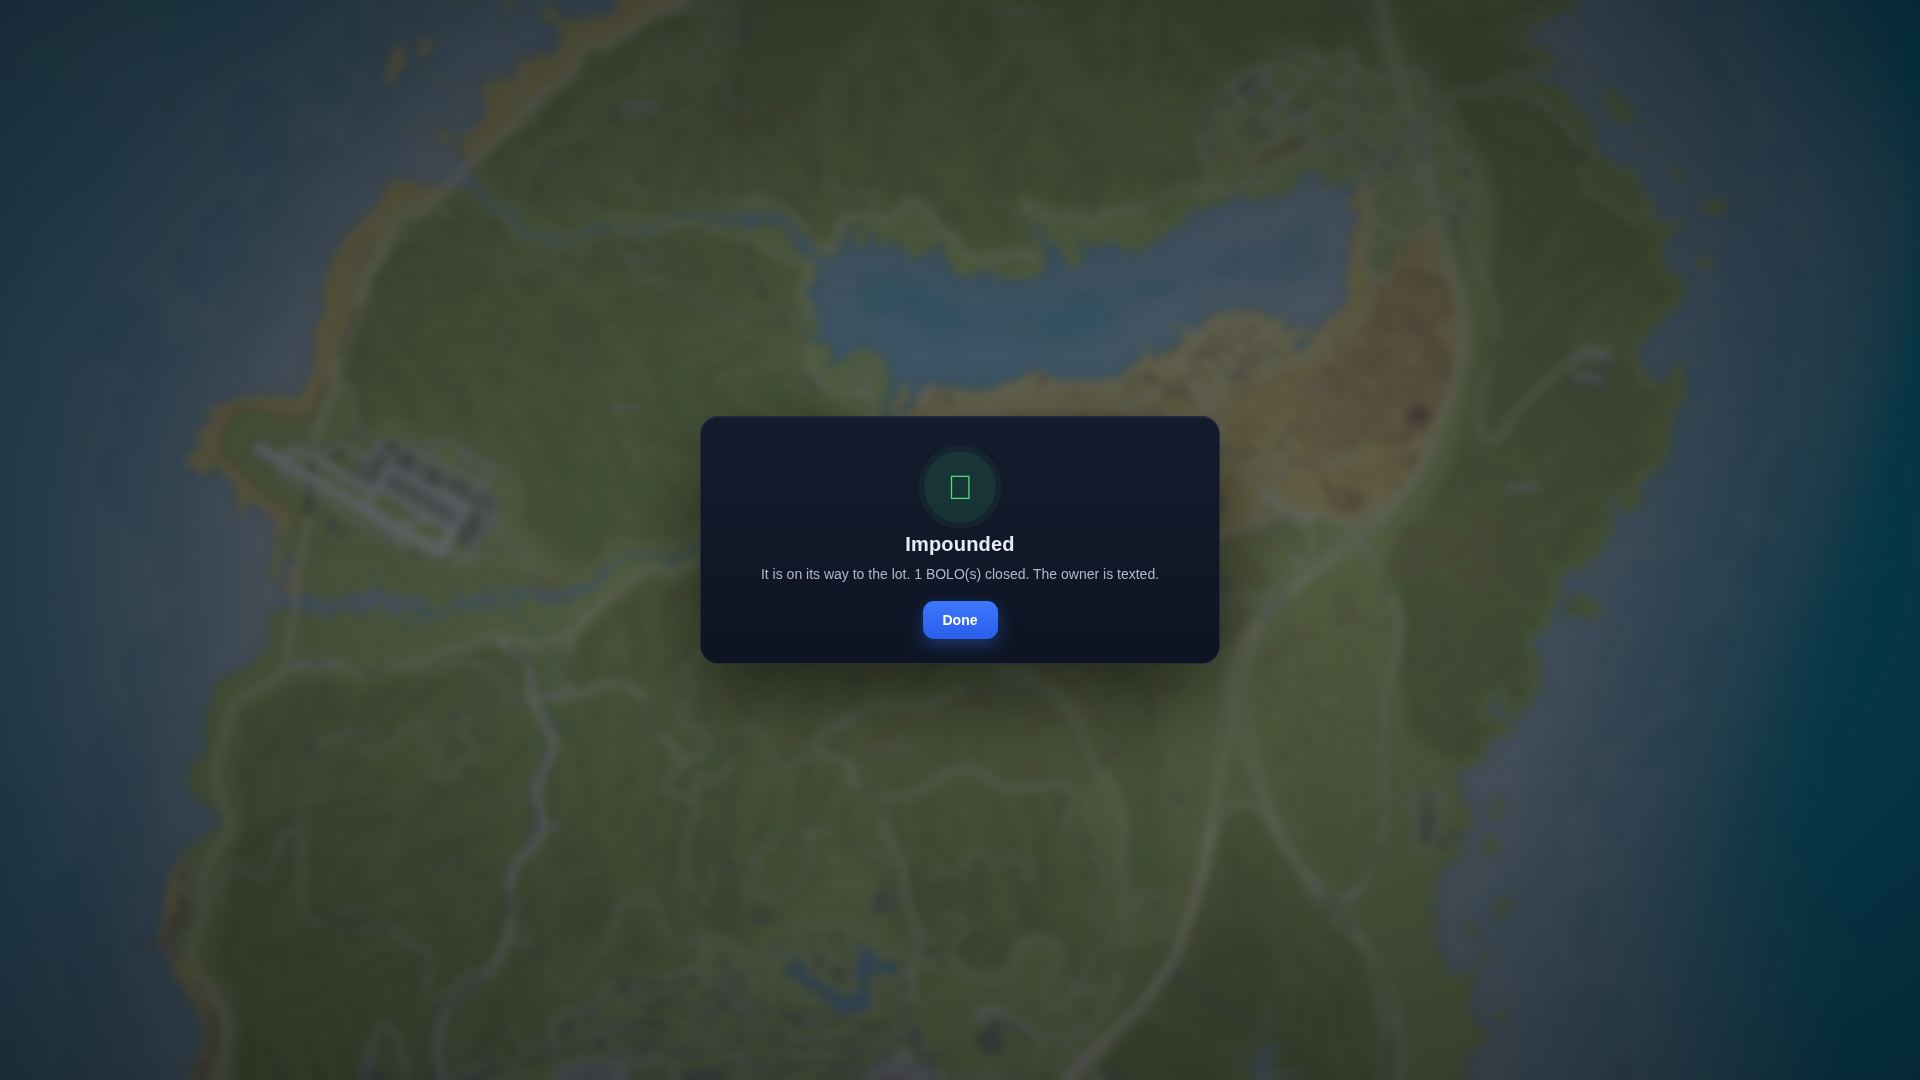 Impounded
It is on its way to the lot. 1 BOLO(s) closed. The owner is texted.
Done